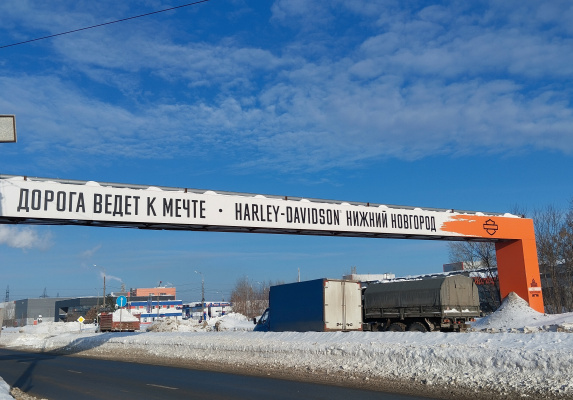 ДОРОГА ВЕДЕТ К МЕЧТЕ • HARLEY-DAVIDSON НИЖНИЙ НОВГОРОД